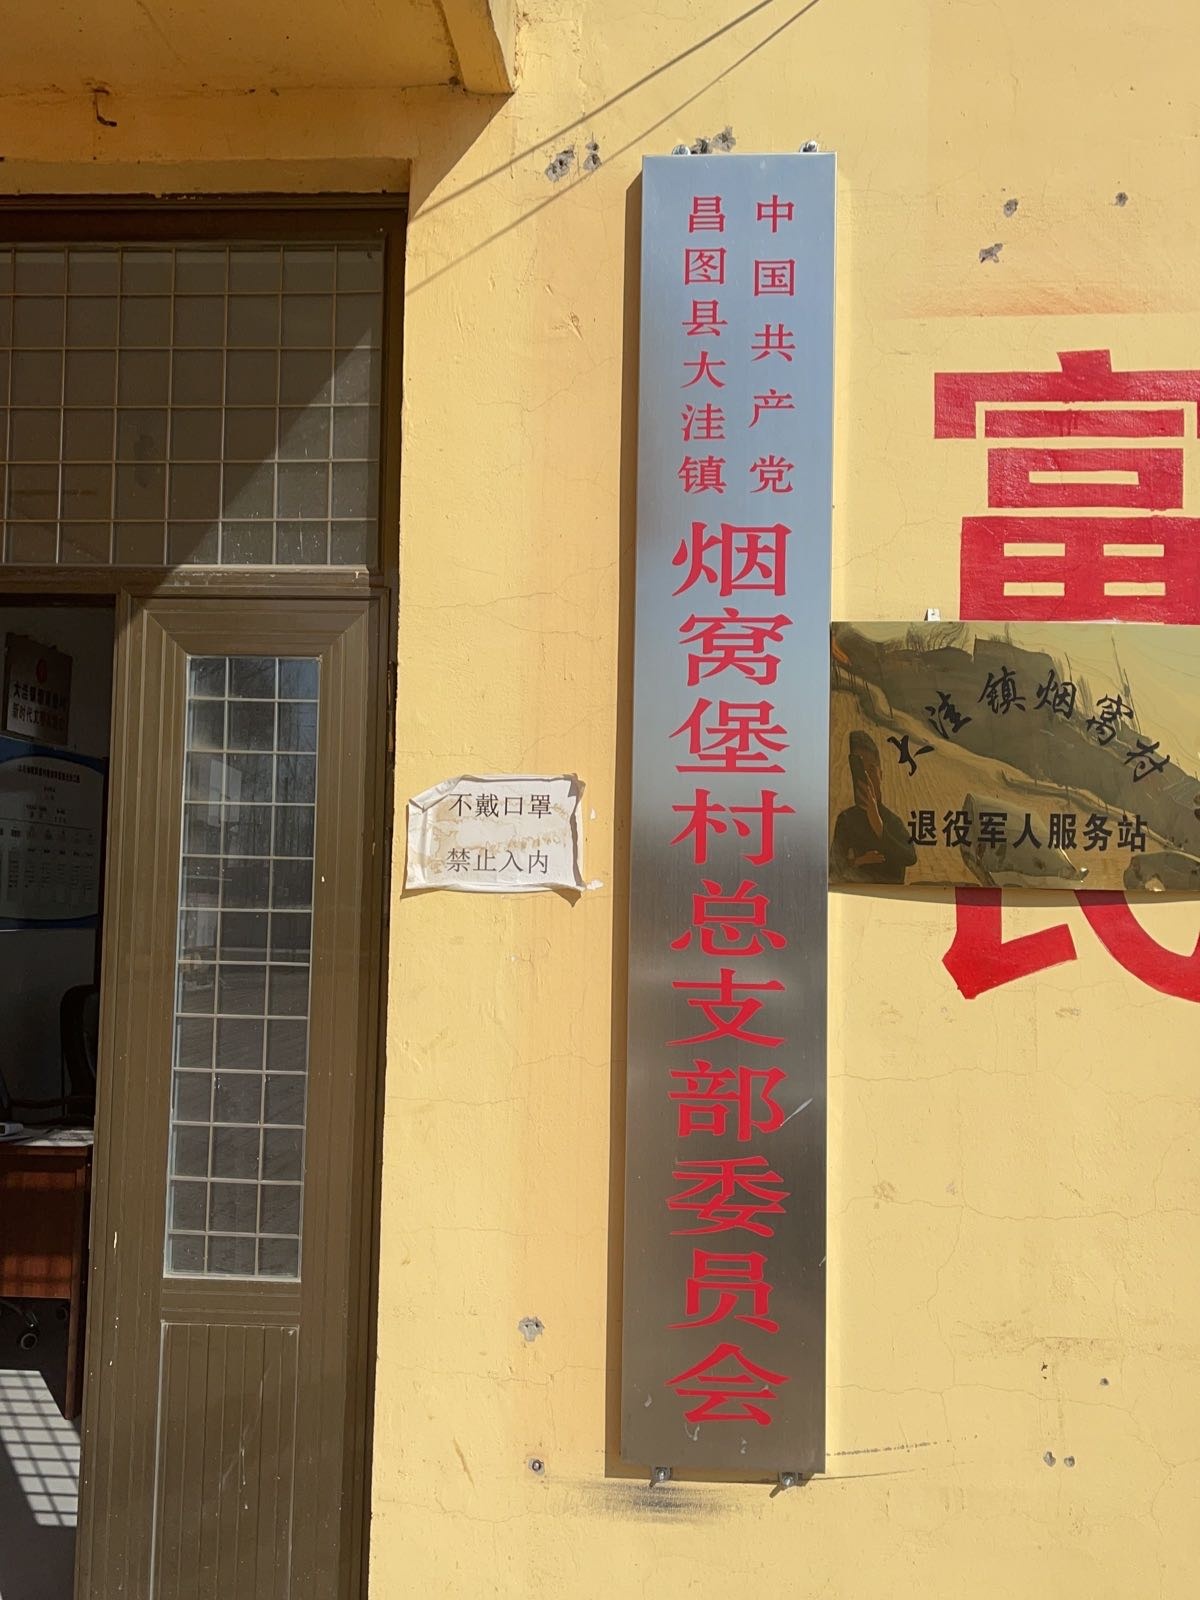 中国共产党
昌图县大洼镇
烟窝堡村总支部委员会
不戴口罩
禁止入内
富
大洼镇烟窝村
退役军人服务站